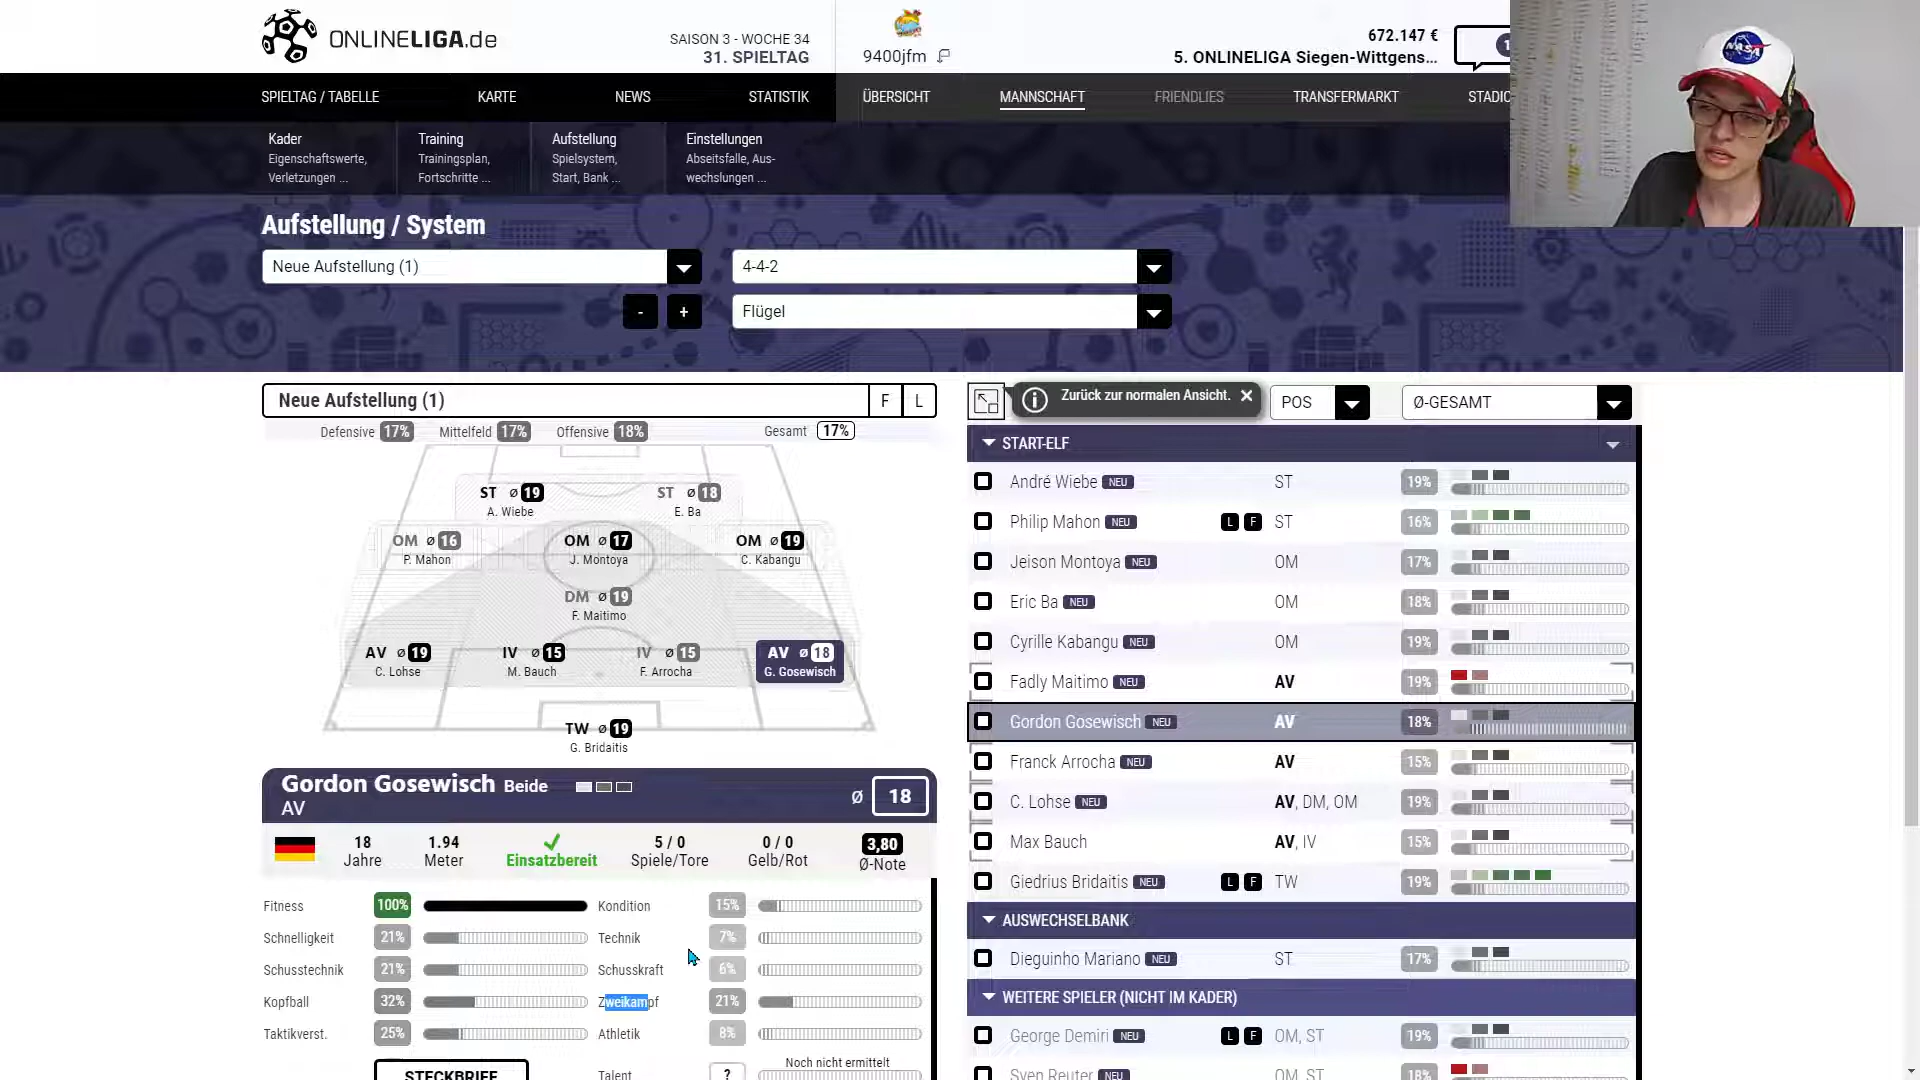 ONLINELIGA.de
SAISON 3 - WOCHE 34
31. SPIELTAG
9400jfm
672.147 €
5. ONLINELIGA Siegen-Wittgens...
1
NASA
SPIELTAG / TABELLE
KARTE
NEWS
STATISTIK
ÜBERSICHT
MANNSCHAFT
FRIENDLIES
TRANSFERMARKT
STADIO
Kader
Eigenschaftswerte,
Verletzungen ...
Training
Trainingsplan,
Fortschritte ...
Aufstellung
Spielsystem,
Start, Bank ...
Einstellungen
Abseitsfalle, Aus-
wechslungen ...
Aufstellung / System
Neue Aufstellung (1)
4-4-2
- +
Flügel
Neue Aufstellung (1) F L
Defensive 17% Mittelfeld 17% Offensive 18% Gesamt 17%
ST ø 19
A. Wiebe
ST ø 18
E. Ba
OM ø 16
P. Mahon
OM ø 17
J. Montoya
OM ø 19
C. Kabangu
DM ø 19
F. Maitimo
AV ø 19
C. Lohse
IV ø 15
M. Bauch
IV ø 15
F. Arrocha
AV ø 18
G. Gosewisch
TW ø 19
G. Bridaitis
Gordon Gosewisch Beide
AV
Ø 18
18
Jahre
1.94
Meter
Einsatzbereit
5 / 0
Spiele/Tore
0 / 0
Gelb/Rot
3,80
Ø-Note
Fitness 100% Kondition 15%
Schnelligkeit 21% Technik 7%
Schusstechnik 21% Schusskraft 6%
Kopfball 32% Zweikampf 21%
Taktikverst. 25% Athletik 8%
STECKBRIEF Talent ? Noch nicht ermittelt
Zurück zur normalen Ansicht.
POS
Ø-GESAMT
START-ELF
André Wiebe NEU ST 19%
Philip Mahon NEU L F ST 16%
Jeison Montoya NEU OM 17%
Eric Ba NEU OM 18%
Cyrille Kabangu NEU OM 19%
Fadly Maitimo NEU AV 19%
Gordon Gosewisch NEU AV 18%
Franck Arrocha NEU AV 15%
C. Lohse NEU AV, DM, OM 19%
Max Bauch AV, IV 15%
Giedrius Bridaitis NEU L F TW 19%
AUSWECHSELBANK
Dieguinho Mariano NEU ST 17%
WEITERE SPIELER (NICHT IM KADER)
George Demiri NEU L F OM, ST 19%
Sven Reuter NEU OM, ST 18%